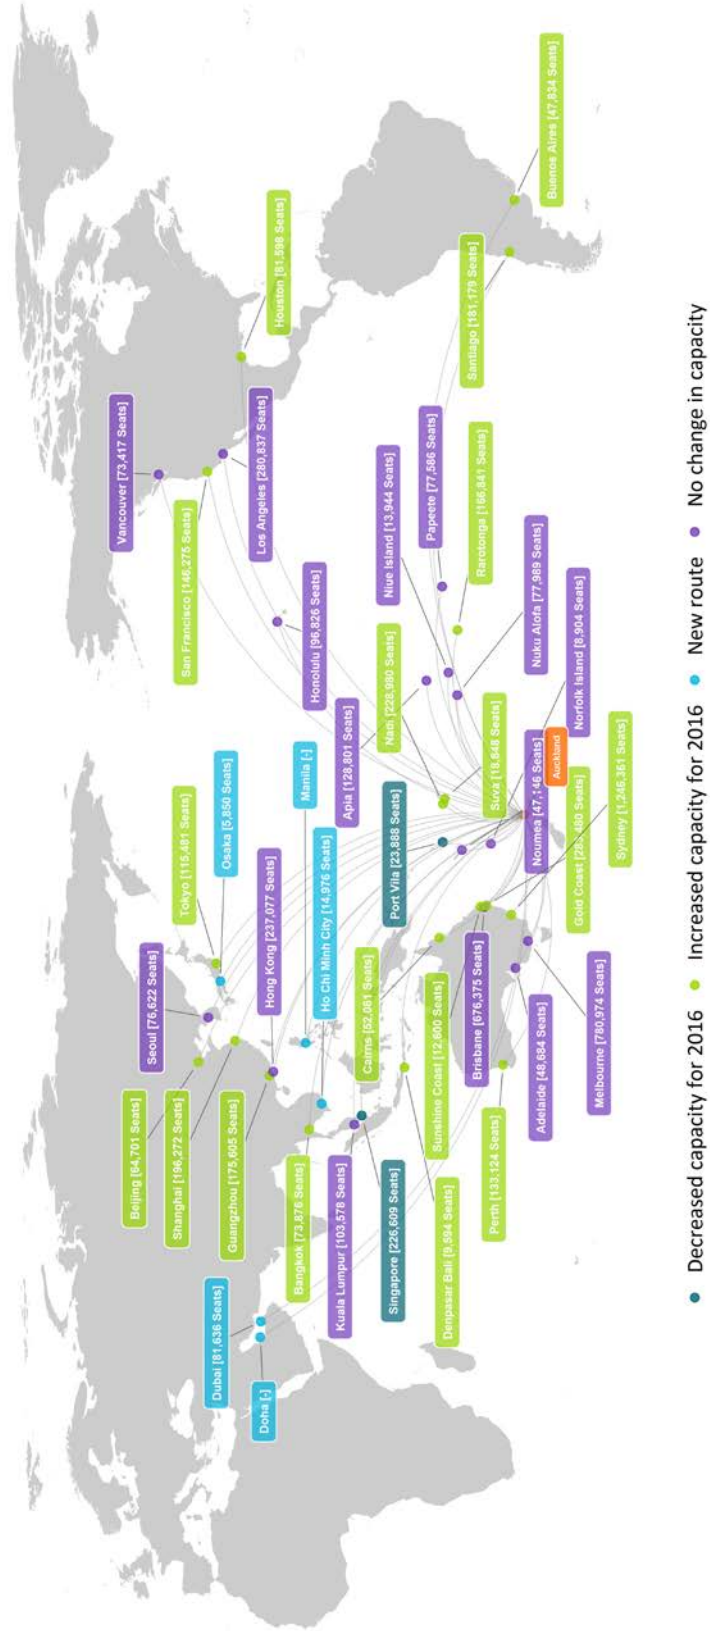 Vancouver [73,417 Seats]
Beijing [64,701 Seats]
Seoul [76,622 Seats]
Shanghai [196,272 Seats]
Tokyo [115,481 Seats]
San Francisco [146,275 Seats]
Dubai [81,636 Seats]
Osaka [5,850 Seats]
Guangzhou [175,605 Seats]
Hong Kong [237,077 Seats]
Los Angeles [280,837 Seats]
Houston [81,598 Seats]
Doha [-]
Bangkok [73,876 Seats]
Manila [-]
Honolulu [96,826 Seats]
Ho Chi Minh City [14,976 Seats]
Kuala Lumpur [103,578 Seats]
Apia [128,801 Seats]
Cairns [52,061 Seats]
Nadi [228,980 Seats]
Niue Island [13,944 Seats]
Singapore [226,609 Seats]
Port Vila [23,888 Seats]
Papeete [77,586 Seats]
Sunshine Coast [12,600 Seats]
Denpasar Bali [9,594 Seats]
Santiago [181,179 Seats]
Rarotonga [166,841 Seats]
Brisbane [676,375 Seats]
Suva [18,648 Seats]
Perth [133,124 Seats]
Noumea [47,146 Seats]
Nuku Alofa [77,989 Seats]
Adelaide [48,684 Seats]
Auckland
Buenos Aires [47,834 Seats]
Gold Coast [283,480 Seats]
Norfolk Island [8,904 Seats]
Melbourne [780,974 Seats]
Sydney [1,246,361 Seats]
Decreased capacity for 2016
Increased capacity for 2016
New route
No change in capacity